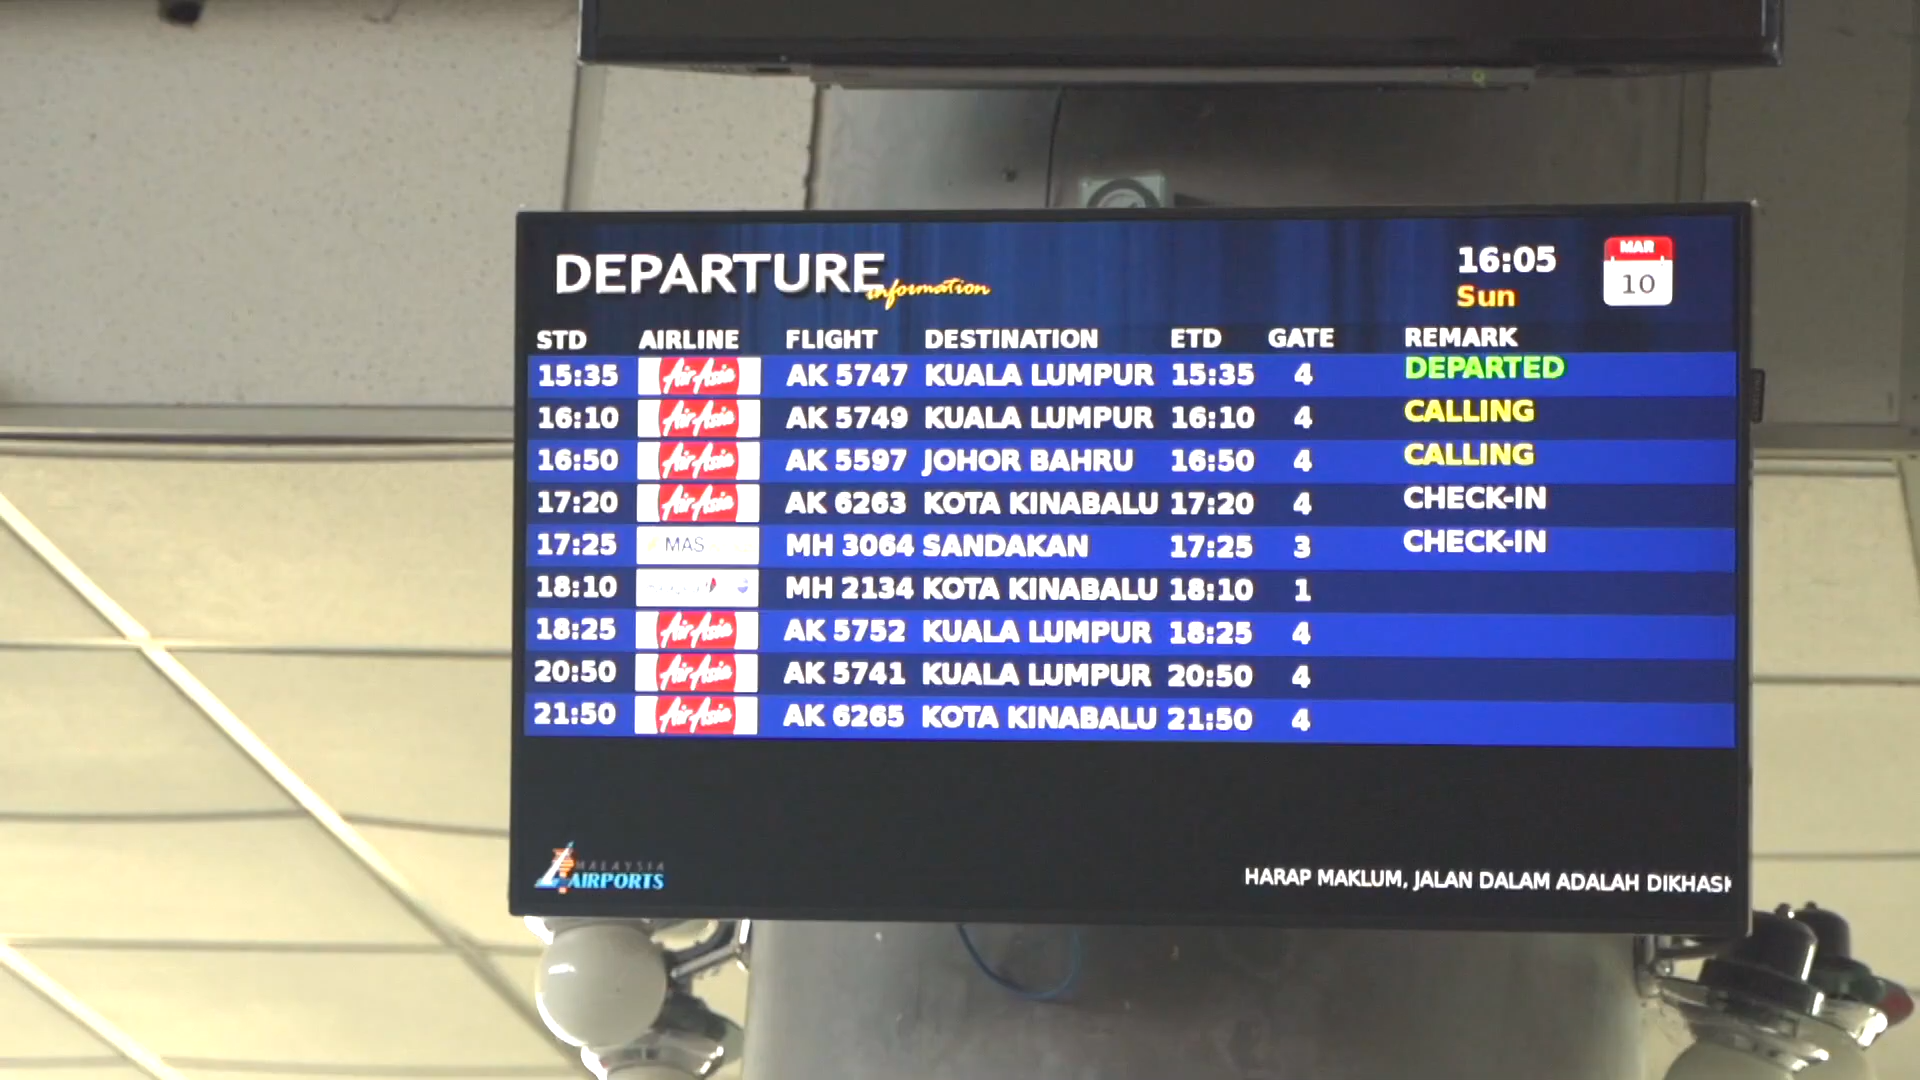 DEPARTURE information 16:05 MAR
Sun 10
STD AIRLINE FLIGHT DESTINATION ETD GATE REMARK
15:35 AirAsia AK 5747 KUALA LUMPUR 15:35 4 DEPARTED
16:10 AirAsia AK 5749 KUALA LUMPUR 16:10 4 CALLING
16:50 AirAsia AK 5597 JOHOR BAHRU 16:50 4 CALLING
17:20 AirAsia AK 6263 KOTA KINABALU 17:20 4 CHECK-IN
17:25 MAS MH 3064 SANDAKAN 17:25 3 CHECK-IN
18:10 MH 2134 KOTA KINABALU 18:10 1
18:25 AirAsia AK 5752 KUALA LUMPUR 18:25 4
20:50 AirAsia AK 5741 KUALA LUMPUR 20:50 4
21:50 AirAsia AK 6265 KOTA KINABALU 21:50 4
MALAYSIA
AIRPORTS
HARAP MAKLUM, JALAN DALAM ADALAH DIKHAS